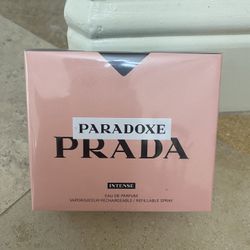 PARADOXE
PRADA
INTENSE
EAU DE PARFUM
VAPORISATEUR RECHARGEABLE / REFILLABLE SPRAY